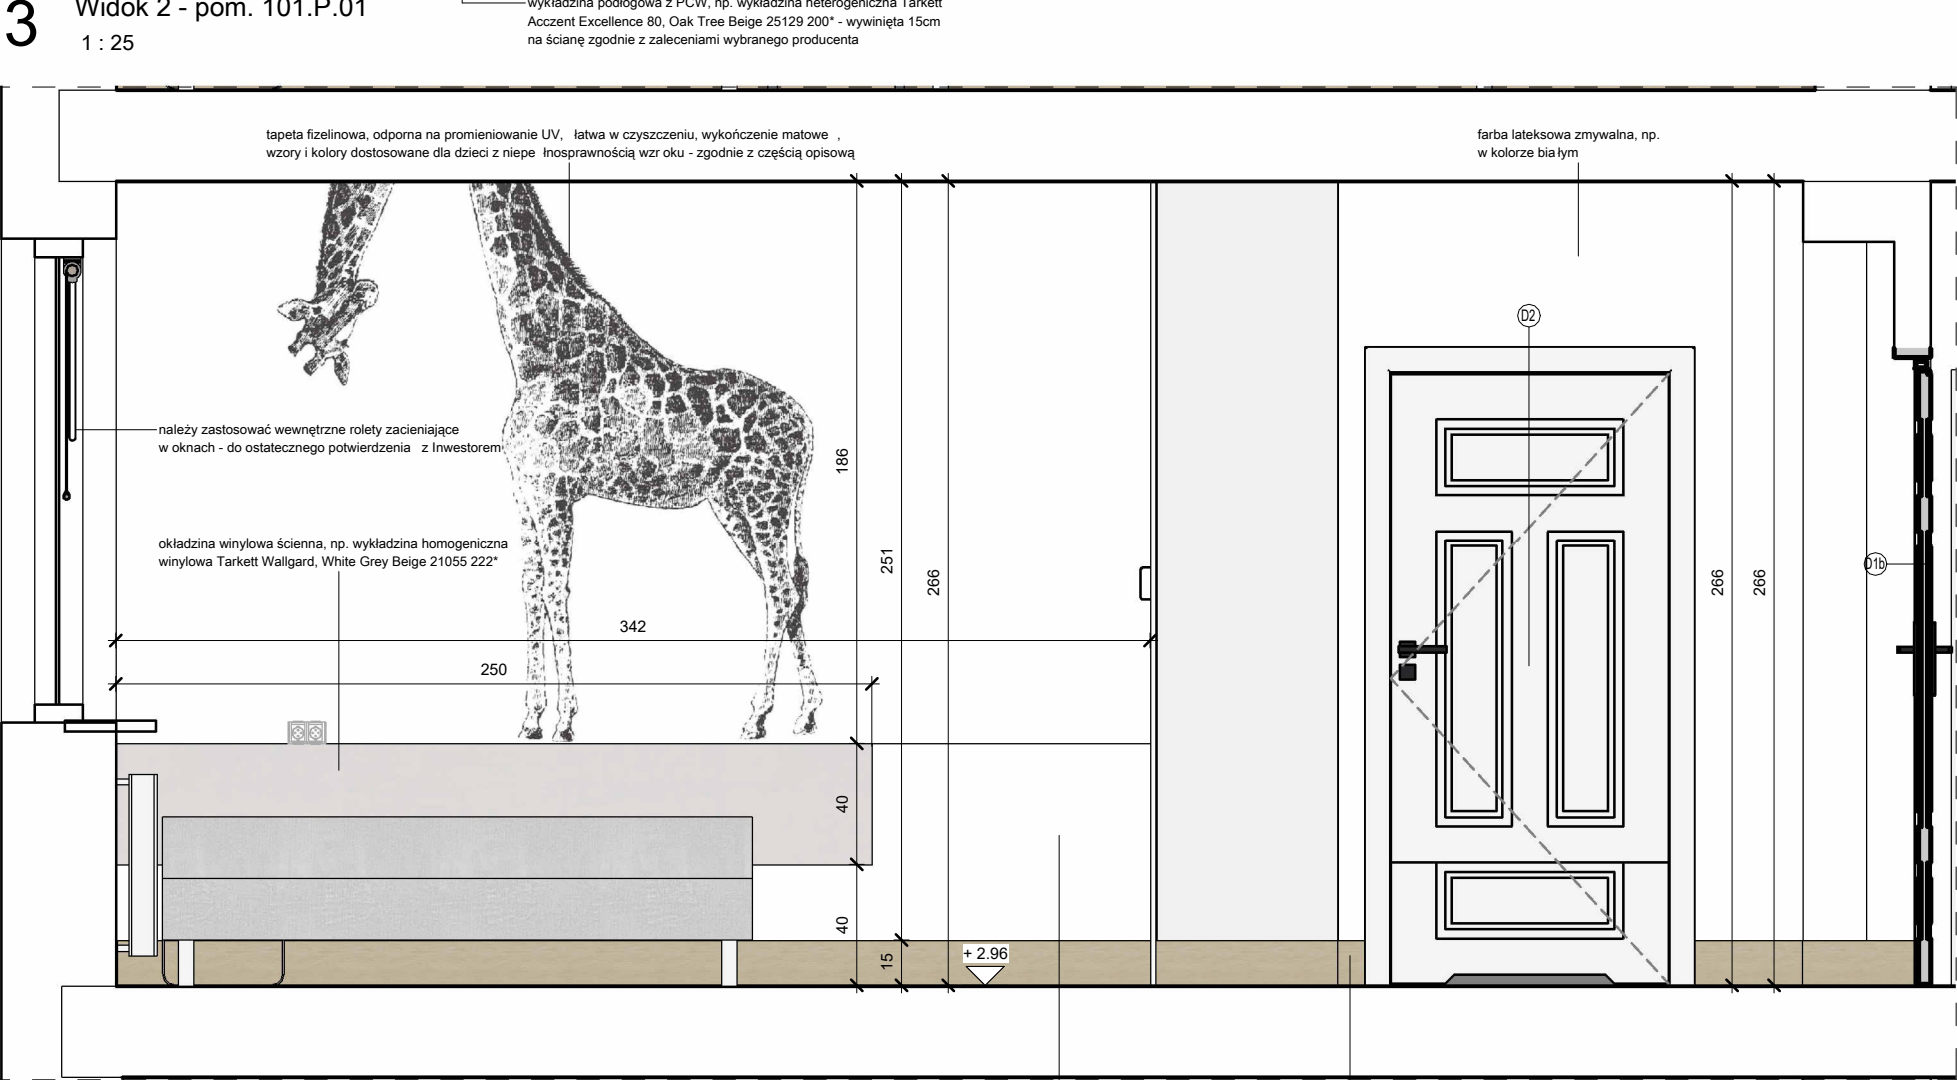 3
Widok 2 - pom. 101.P.01
1 : 25
wykładzina podłogowa z PCW, np. wykładzina heterogeniczna Tarkett
Acczent Excellence 80, Oak Tree Beige 25129 200* - wywinięta 15cm
na ścianę zgodnie z zaleceniami wybranego producenta
tapeta fizelinowa, odporna na promieniowanie UV, łatwa w czyszczeniu, wykończenie matowe ,
wzory i kolory dostosowane dla dzieci z niepe łnosprawnością wzr oku - zgodnie z częścią opisową
farba lateksowa zmywalna, np.
w kolorze bia łym
D2
należy zastosować wewnętrzne rolety zacieniające
w oknach - do ostatecznego potwierdzenia z Inwestorem
186
okładzina winylowa ścienna, np. wykładzina homogeniczna
winylowa Tarkett Wallgard, White Grey Beige 21055 222*
251
266
266
266
D1b
342
250
40
40
15
+ 2.96